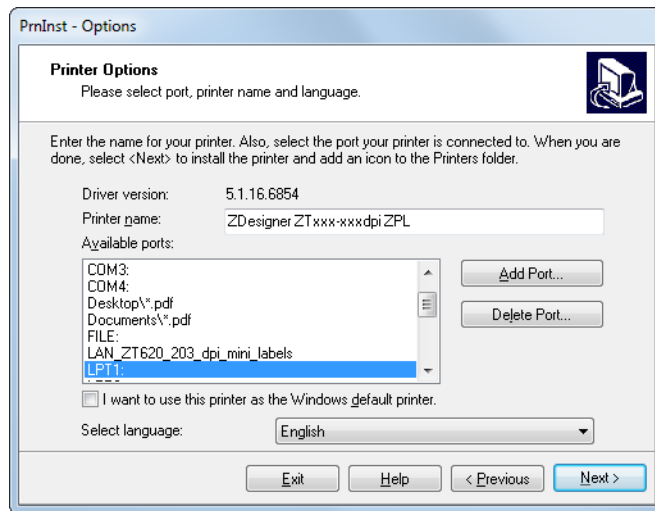 PrnInst - Options
Printer Options
Please select port, printer name and language.
Enter the name for your printer. Also, select the port your printer is connected to. When you are
done, select <Next> to install the printer and add an icon to the Printers folder.
Driver version: 5.1.16.6854
Printer name: ZDesigner ZTxxx-xxxdpi ZPL
Available ports:
COM3:
COM4:
Desktop\*.pdf
Documents\*.pdf
FILE:
LAN_ZT620_203_dpi_mini_labels
LPT1:
Add Port...
Delete Port...
I want to use this printer as the Windows default printer.
Select language: English
Exit Help < Previous Next >